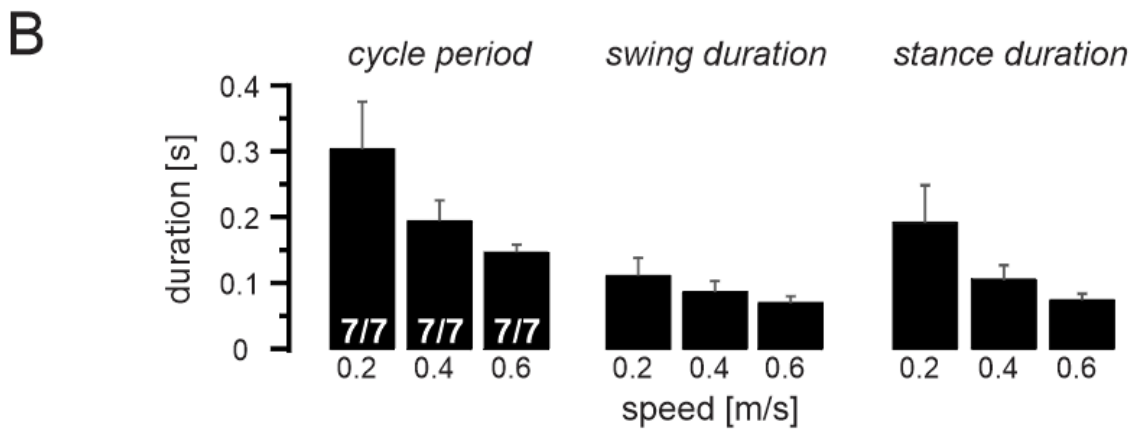 B
cycle period swing duration stance duration
duration [s]
0.4
0.3
0.2
0.1
0
7/7 7/7 7/7
0.2 0.4 0.6 0.2 0.4 0.6 0.2 0.4 0.6
speed [m/s]